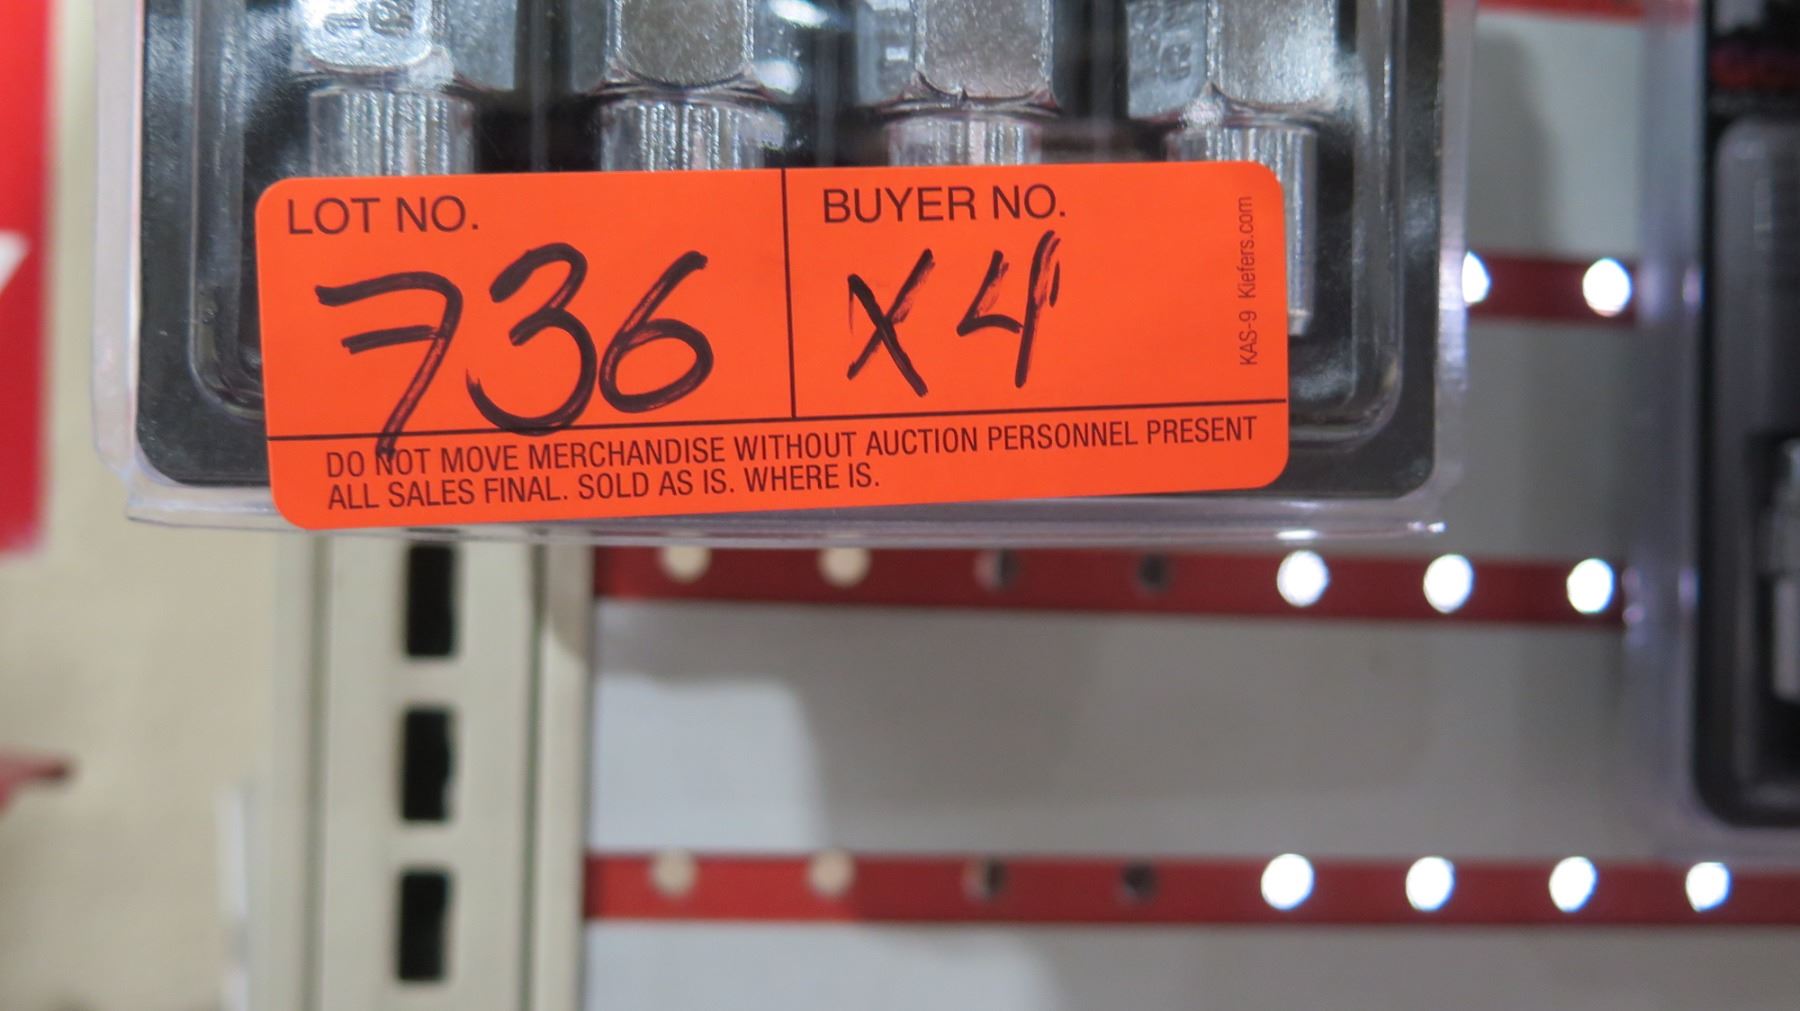 LOT NO.
736
BUYER NO.
X4
KAS-9 Kiefers.com
DO NOT MOVE MERCHANDISE WITHOUT AUCTION PERSONNEL PRESENT
ALL SALES FINAL. SOLD AS IS. WHERE IS.